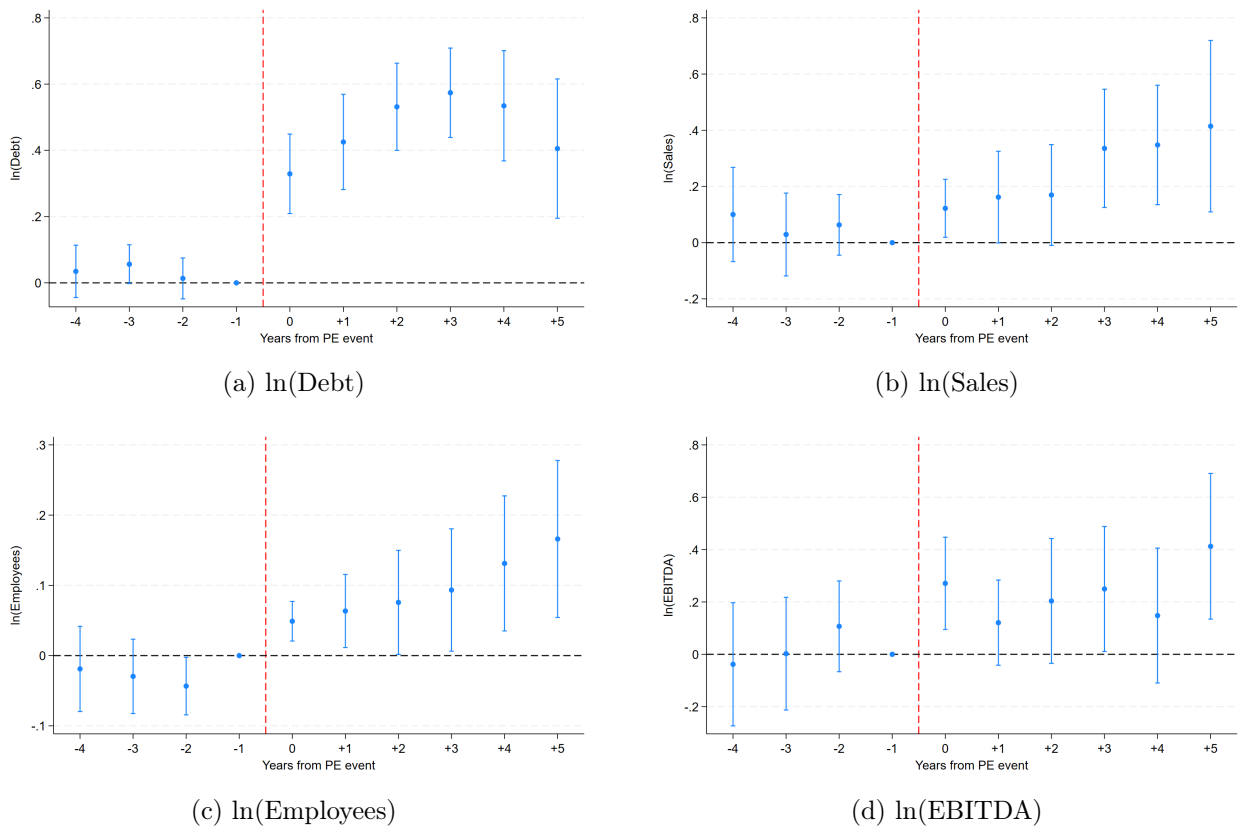 .8
.6
.4
.2
0
ln(Debt)
-4 -3 -2 -1 0 +1 +2 +3 +4 +5
Years from PE event
(a) ln(Debt)
.8
.6
.4
.2
0
-.2
ln(Sales)
-4 -3 -2 -1 0 +1 +2 +3 +4 +5
Years from PE event
(b) ln(Sales)
.3
.2
.1
0
-.1
ln(Employees)
-4 -3 -2 -1 0 +1 +2 +3 +4 +5
Years from PE event
(c) ln(Employees)
.8
.6
.4
.2
0
-.2
ln(EBITDA)
-4 -3 -2 -1 0 +1 +2 +3 +4 +5
Years from PE event
(d) ln(EBITDA)